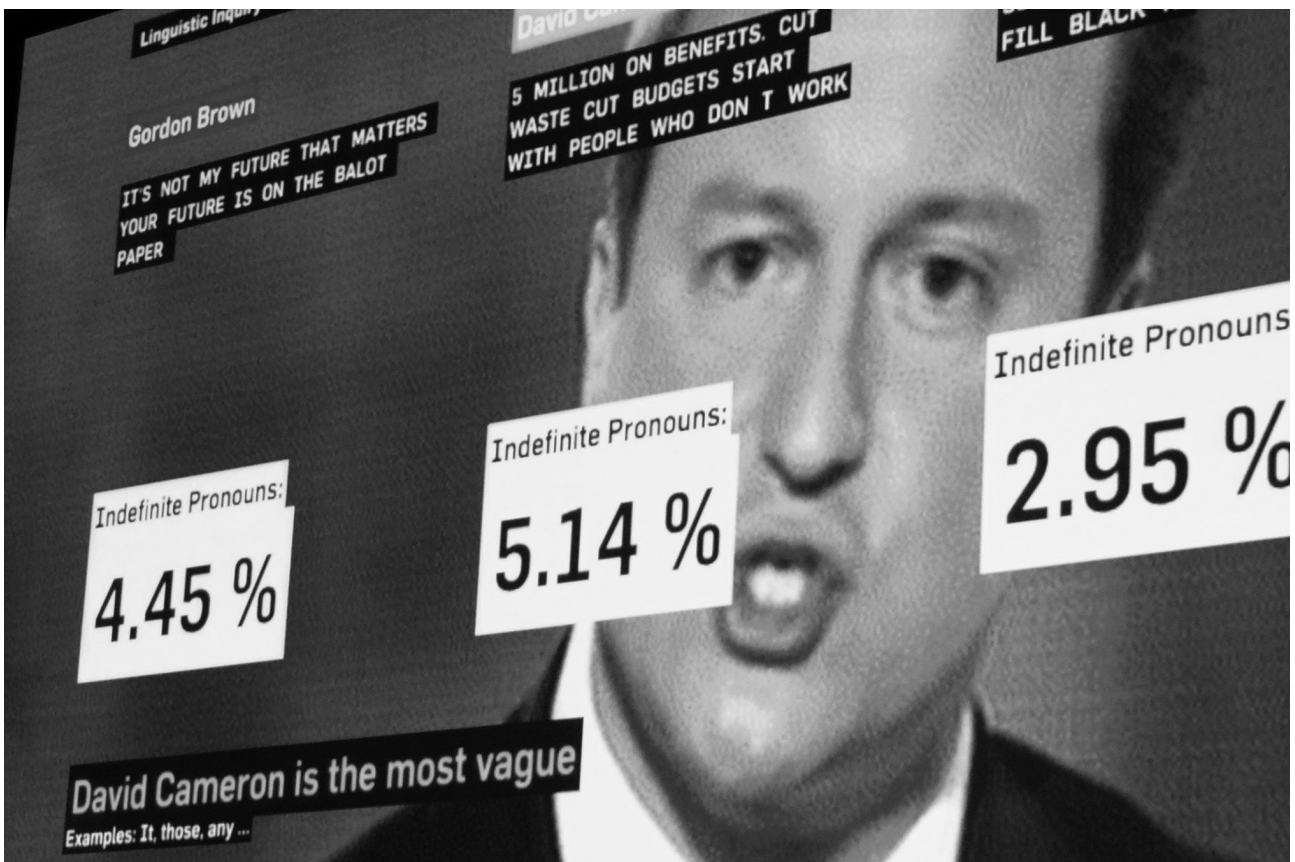 Linguistic Inquiry
Gordon Brown
IT'S NOT MY FUTURE THAT MATTERS
YOUR FUTURE IS ON THE BALOT
PAPER
David
5 MILLION ON BENEFITS. CUT
WASTE CUT BUDGETS START
WITH PEOPLE WHO DON T WORK
FILL BLACK
Indefinite Pronouns:
4.45 %
Indefinite Pronouns:
5.14 %
Indefinite Pronouns
2.95 %
David Cameron is the most vague
Examples: It, those, any ...